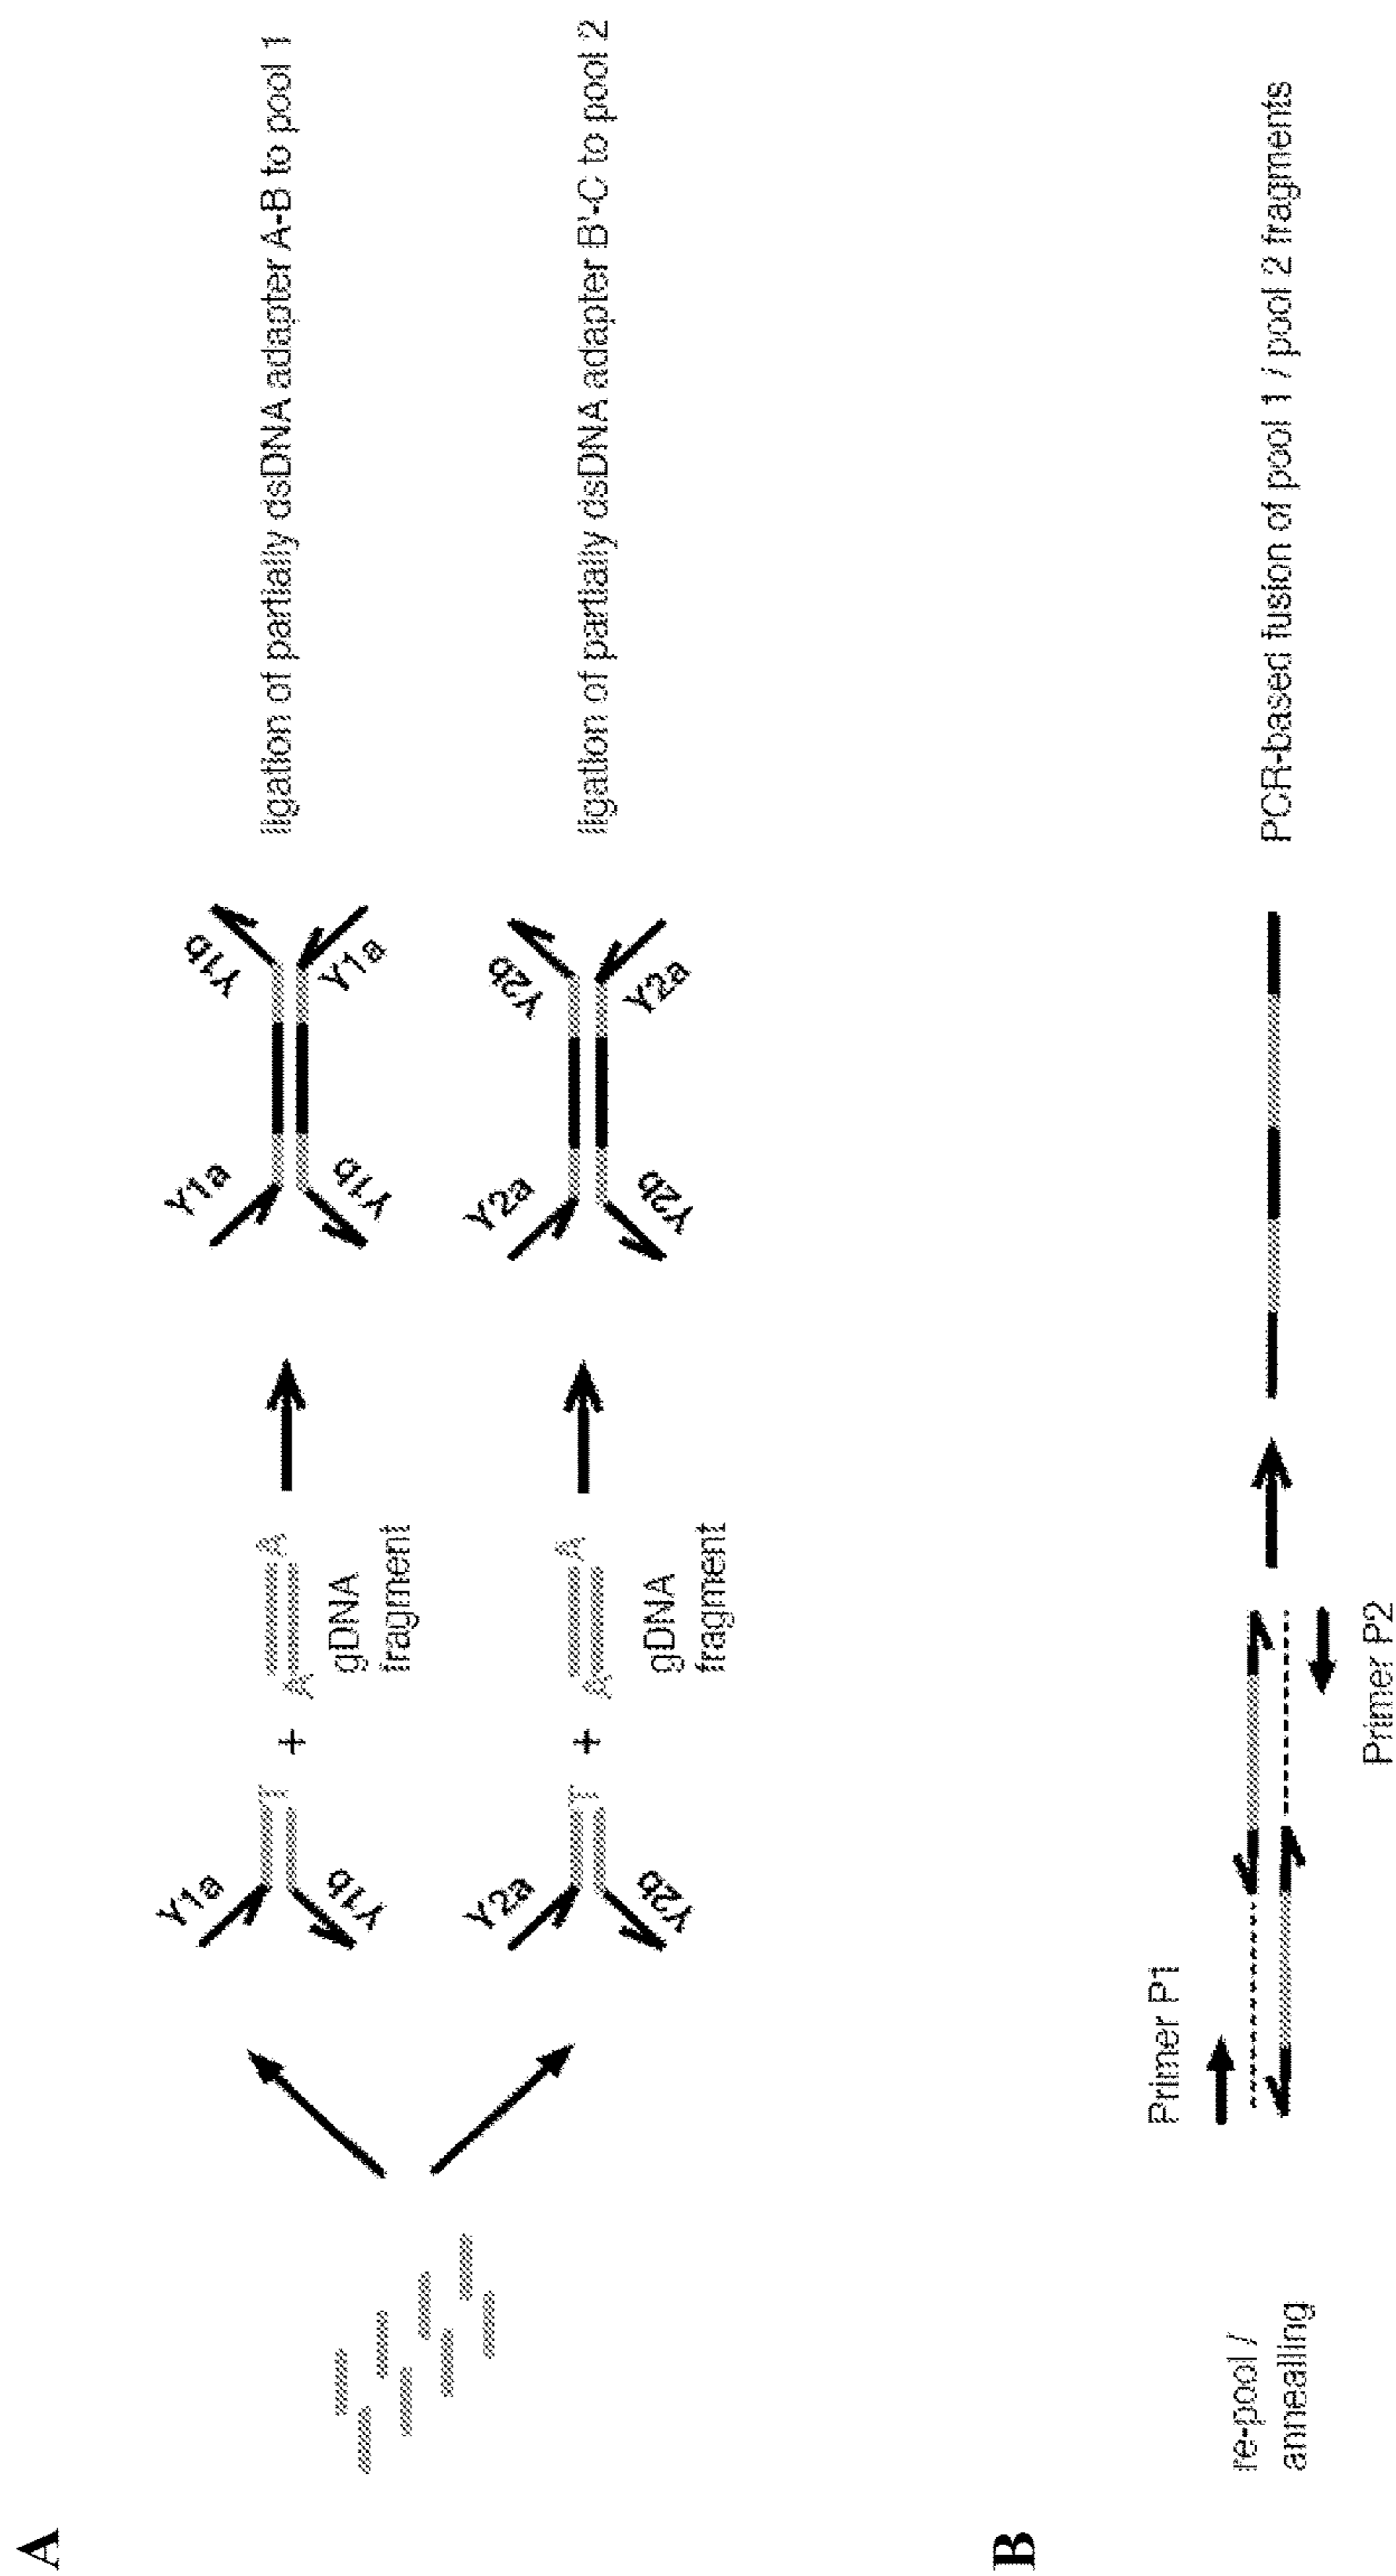 A
Y1a
Y1b
T
+
A
A
gDNA
fragment
Y1a
Y1b
Y1b
Y1a
ligation of partially dsDNA adapter A-B to pool 1
Y2a
Y2b
T
+
A
A
gDNA
fragment
Y2a
Y2b
Y2b
Y2a
ligation of partially dsDNA adapter B'-C to pool 2
B
re-pool /
annealling
Primer P1
Primer P2
PCR-based fusion of pool 1 / pool 2 fragments